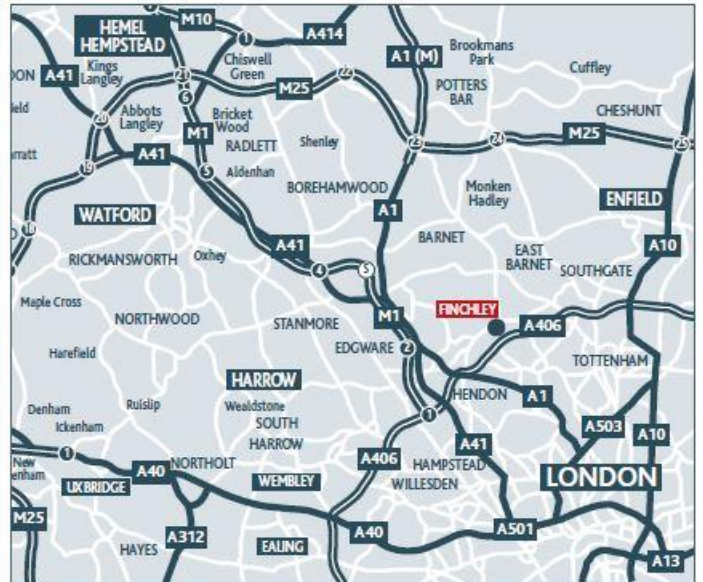 M10
1
A414
HEMEL
HEMPSTEAD
A1 (M)
Brookmans
Park
Kings
Langley
A41
Chiswell
Green
Cuffley
21
22
M25
POTTERS
BAR
6
CHESHUNT
20
Abbots
Langley
Bricket
Wood
M1
RADLETT
Shenley
23
24
M25
25
A41
19
5
Aldenham
BOREHAMWOOD
Monken
Hadley
ENFIELD
WATFORD
A1
18
BARNET
A10
RICKMANSWORTH
Oxhey
A41
EAST
BARNET
SOUTHGATE
4
5
Maple Cross
NORTHWOOD
STANMORE
M1
FINCHLEY
A406
Harefield
EDGWARE
2
TOTTENHAM
HARROW
HENDON
A1
Denham
Ickenham
Ruislip
Wealdstone
SOUTH
HARROW
1
A503
A10
1
A41
New
enham
A40
NORTHOLT
A406
HAMPSTEAD
WILLESDEN
LONDON
UXBRIDGE
WEMBLEY
M25
A312
A40
A501
HAYES
EALING
A13